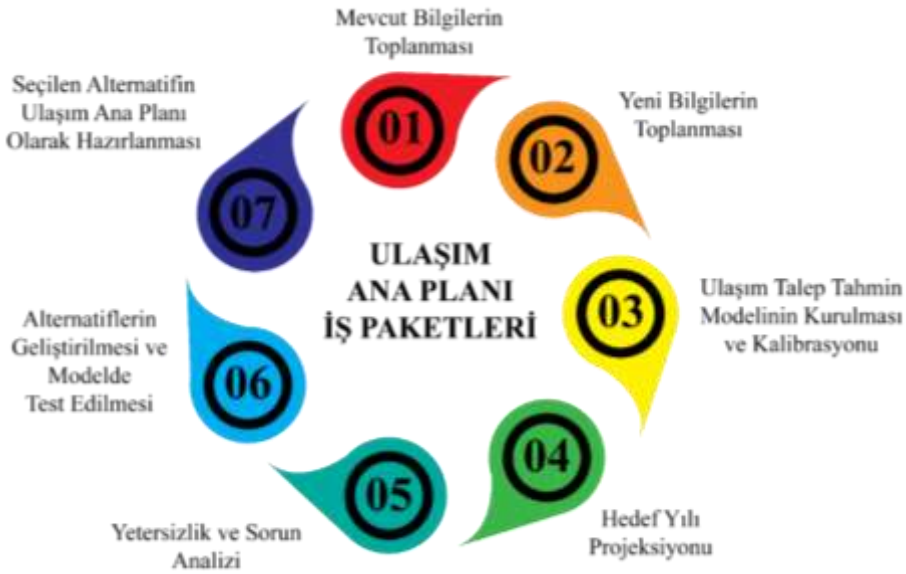 ULAŞIM
ANA PLANI
İŞ PAKETLERİ
01
Mevcut Bilgilerin
Toplanması
02
Yeni Bilgilerin
Toplanması
03
Ulaşım Talep Tahmin
Modelinin Kurulması
ve Kalibrasyonu
04
Hedef Yılı
Projeksiyonu
05
Yetersizlik ve Sorun
Analizi
06
Alternatiflerin
Geliştirilmesi ve
Modelde
Test Edilmesi
07
Seçilen Alternatifin
Ulaşım Ana Planı
Olarak Hazırlanması